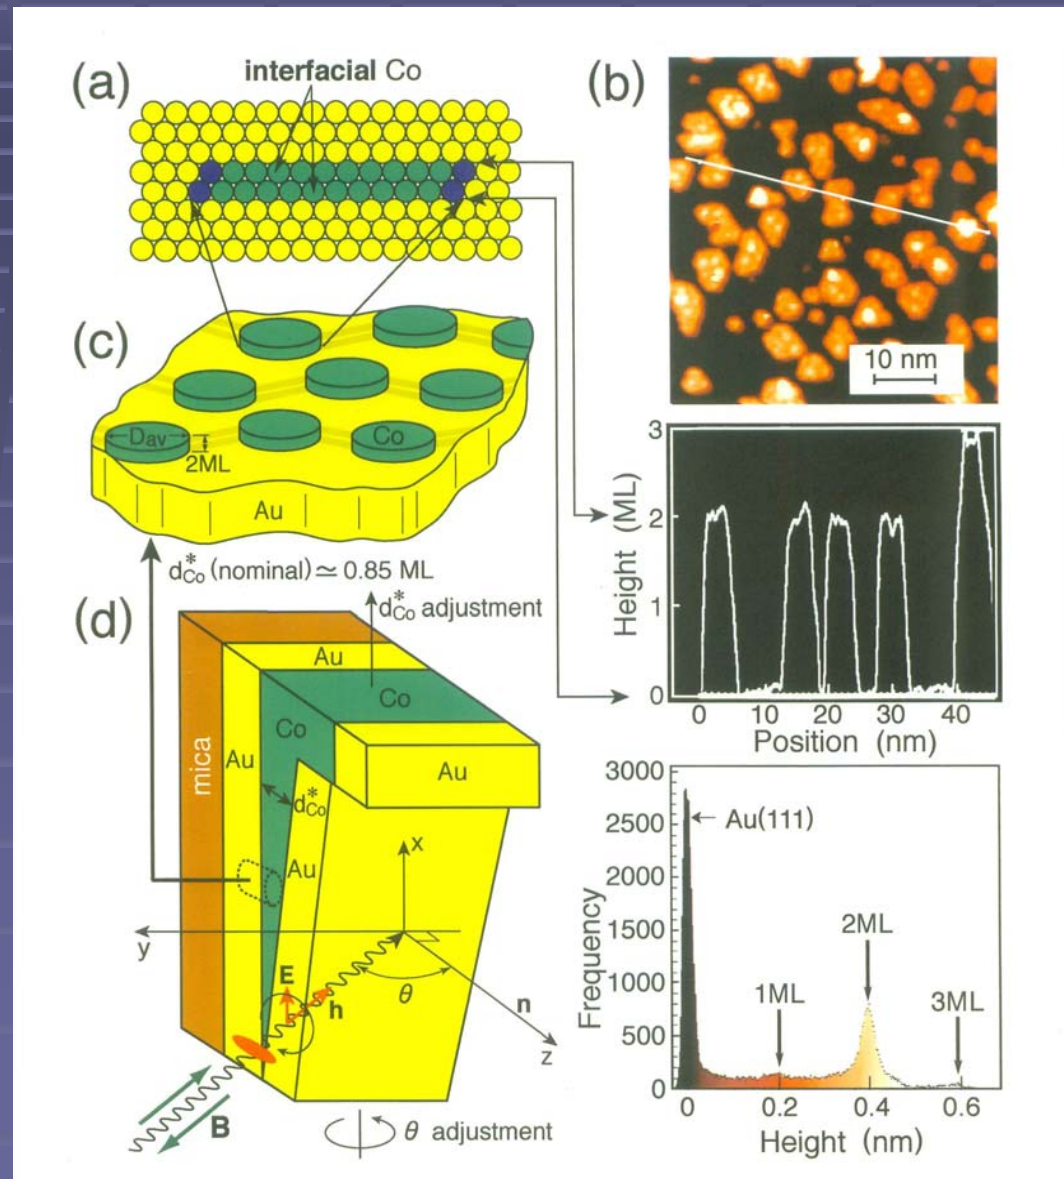 (a)
interfacial Co
(b)
10 nm
(c)
Dav
2ML
Co
Au
d*Co (nominal) ≃ 0.85 ML
3
2
1
0
Height (ML)
0 10 20 30 40
Position (nm)
(d)
d*Co adjustment
Au
Co
Co
mica
Au
Au
d*Co
Au
x
y
E
h
θ
n
z
B
θ adjustment
3000
2500
2000
1500
1000
500
0
Frequency
Au(111)
1ML
2ML
3ML
0 0.2 0.4 0.6
Height (nm)